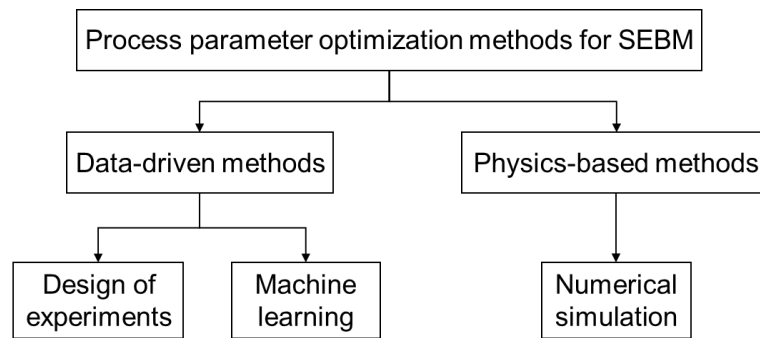 Process parameter optimization methods for SEBM
Data-driven methods
Physics-based methods
Design of
experiments
Machine
learning
Numerical
simulation